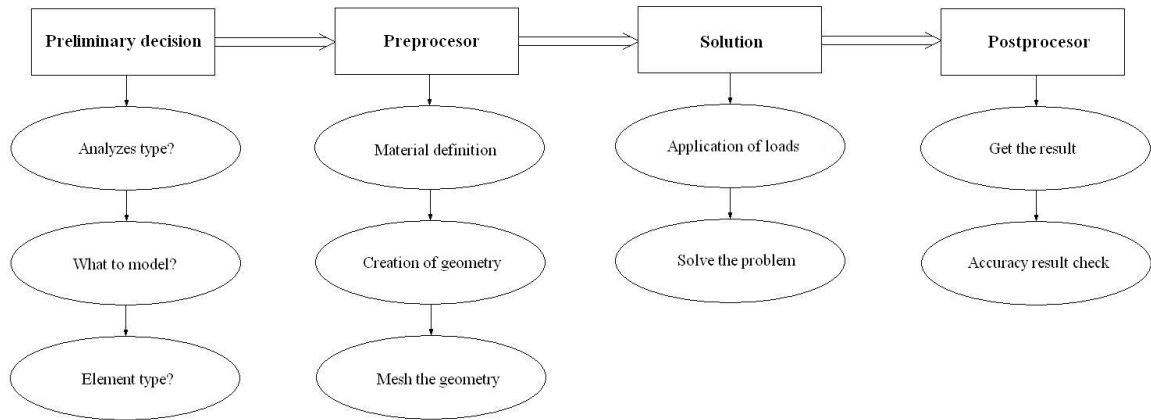 Preliminary decision
Preprocesor
Solution
Postprocesor
Analyzes type?
Material definition
Application of loads
Get the result
What to model?
Creation of geometry
Solve the problem
Accuracy result check
Element type?
Mesh the geometry